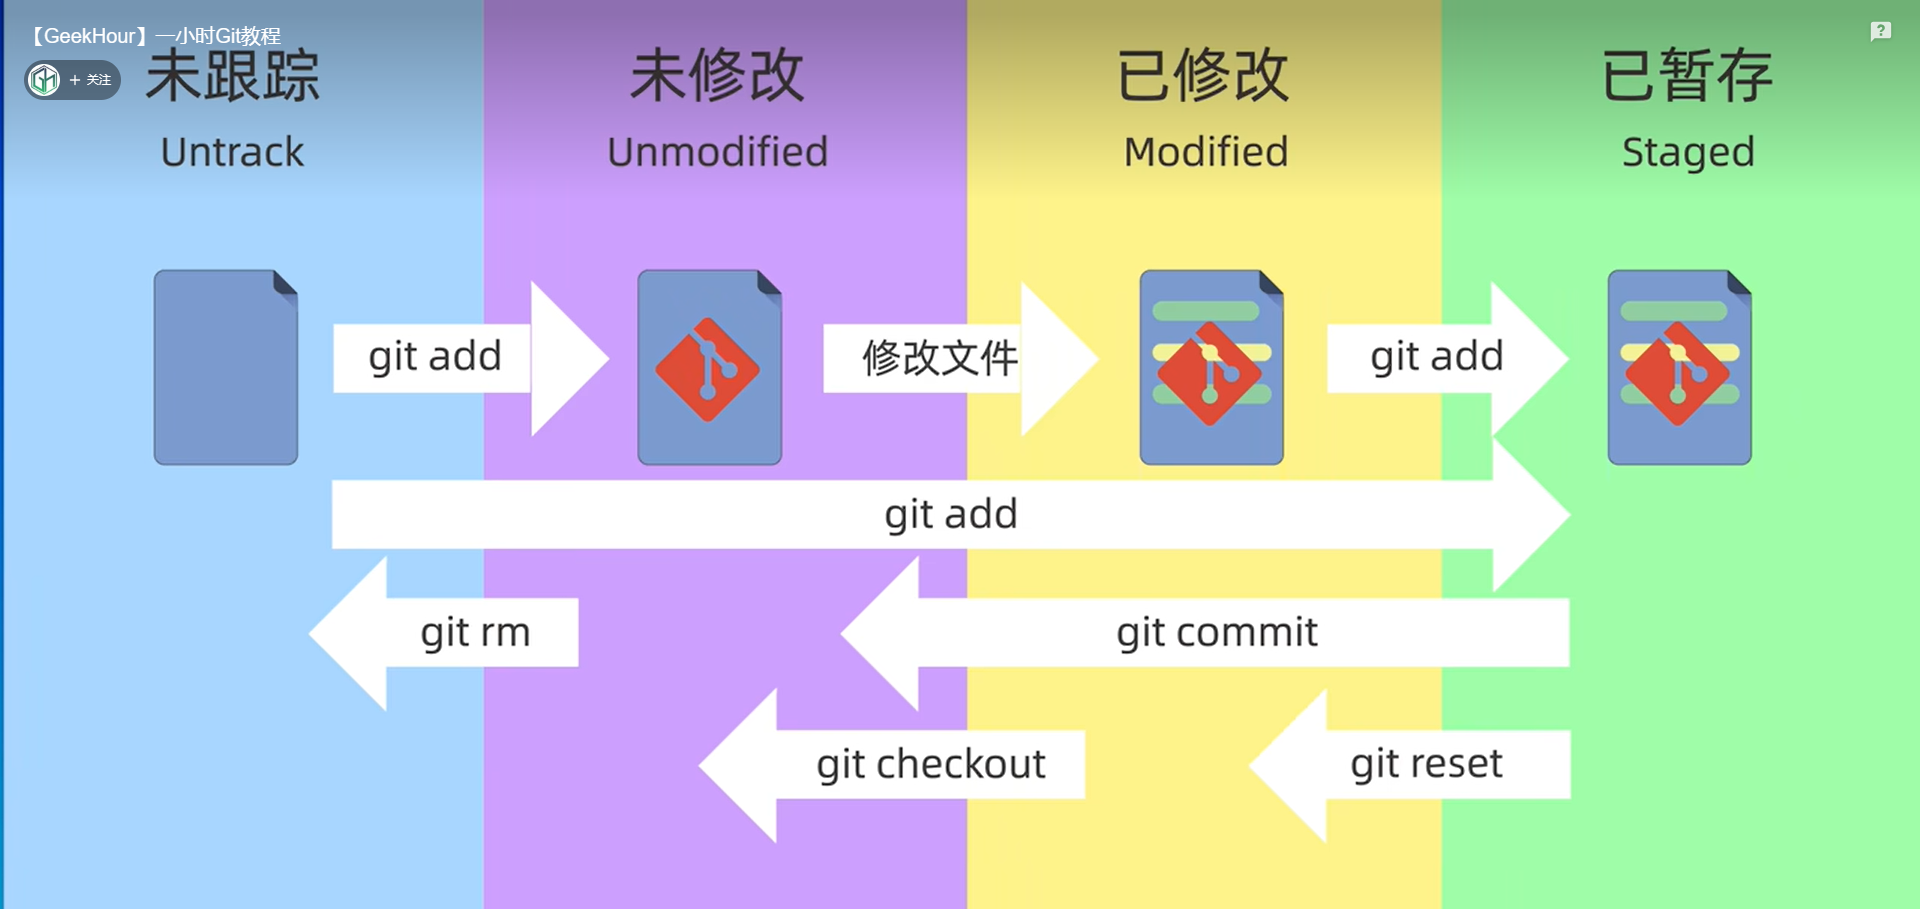 【GeekHour】一小时Git教程
+ 关注
未跟踪
Untrack
未修改
Unmodified
已修改
Modified
已暂存
Staged
git add
修改文件
git add
git add
git rm
git commit
git checkout
git reset